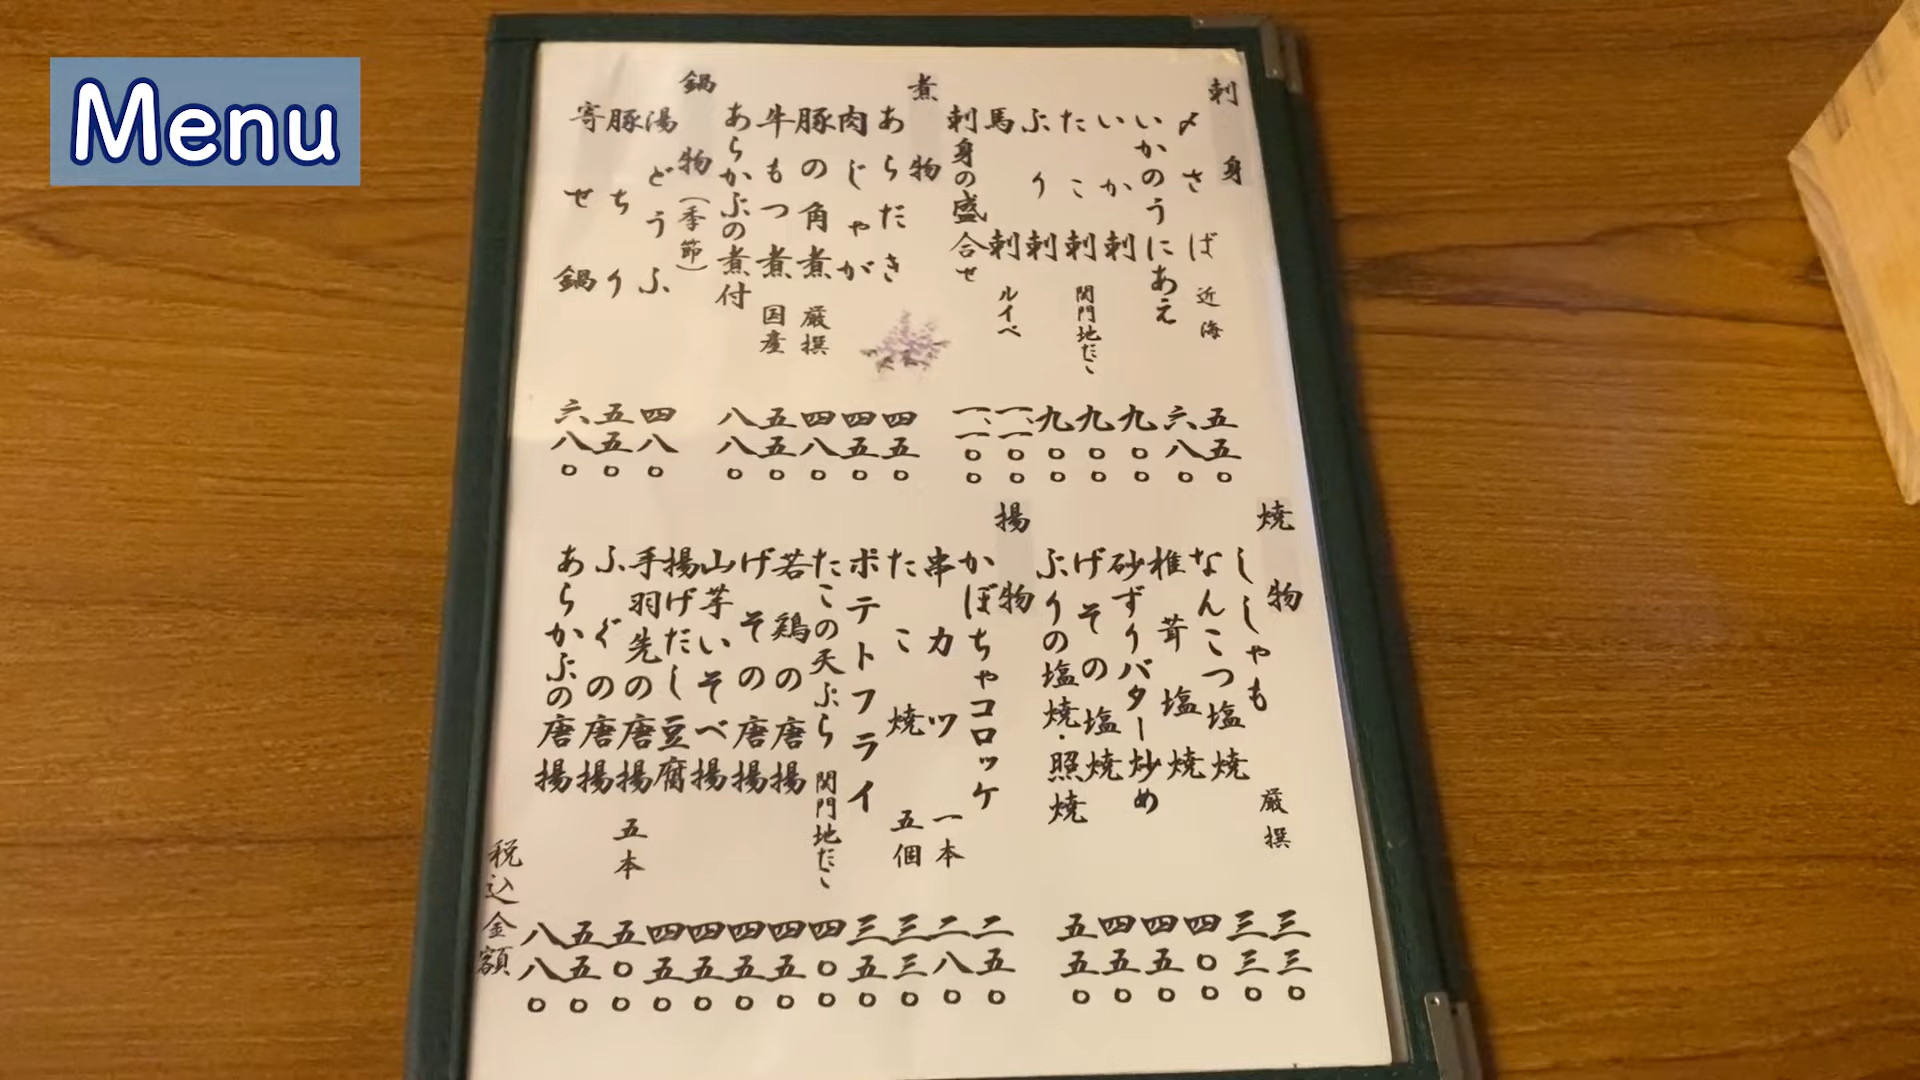 Menu
刺身
〆さば 近海 五五〇
いかのうにあえ 六八〇
いか刺 九〇〇
たこ刺 関門地だこ 九〇〇
ぶり刺 九〇〇
馬刺 ルイベ 一、一〇〇
刺身の盛合せ 一、一〇〇
煮物
あらだき 四五〇
肉じゃが 四五〇
豚の角煮 厳撰 四八〇
牛もつ煮 国産 五五〇
あらかぶの煮付 八八〇
鍋物(季節)
湯どうふ 四八〇
豚ちり 五五〇
寄せ鍋 六八〇
焼物
ししゃも 厳撰 三三〇
なんこつ塩焼 三三〇
椎茸塩焼 四〇〇
砂ずりバター炒め 四五〇
げその塩焼 四五〇
ぶりの塩焼・照焼 五五〇
揚物
かぼちゃコロッケ 二五〇
串カツ 一本 二八〇
たこ焼 五個 三三〇
ポテトフライ 三五〇
たこの天ぷら 関門地だこ 四〇〇
若鶏の唐揚 四五〇
げその唐揚 四五〇
山芋いそべ揚 四五〇
揚げだし豆腐 四五〇
手羽先の唐揚 五本 五〇〇
ふぐの唐揚 五五〇
あらかぶの唐揚 八八〇
税込金額